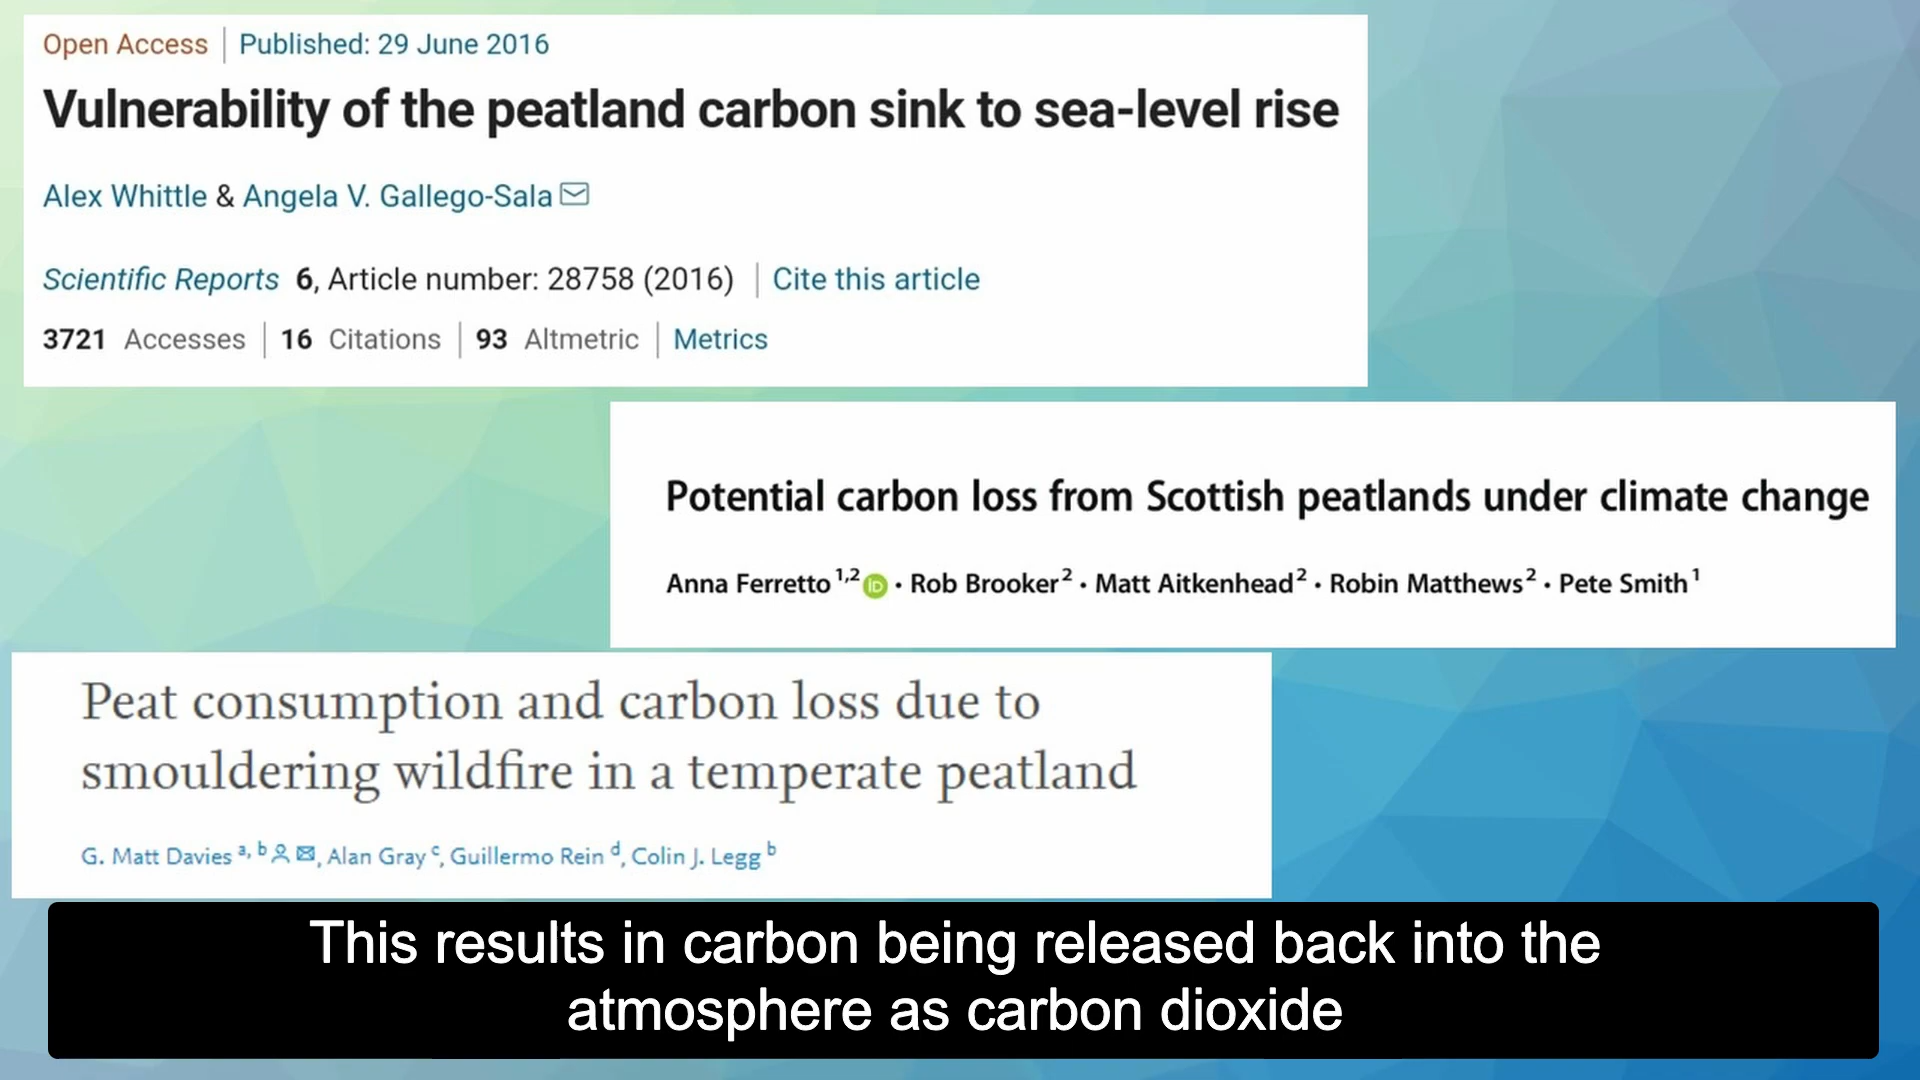 Open Access | Published: 29 June 2016
Vulnerability of the peatland carbon sink to sea-level rise
Alex Whittle & Angela V. Gallego-Sala
Scientific Reports 6, Article number: 28758 (2016) | Cite this article
3721 Accesses | 16 Citations | 93 Altmetric | Metrics
Potential carbon loss from Scottish peatlands under climate change
Anna Ferretto 1,2 iD · Rob Brooker 2 · Matt Aitkenhead 2 · Robin Matthews 2 · Pete Smith 1
Peat consumption and carbon loss due to
smouldering wildfire in a temperate peatland
G. Matt Davies a, b, Alan Gray c, Guillermo Rein d, Colin J. Legg b
This results in carbon being released back into the
atmosphere as carbon dioxide